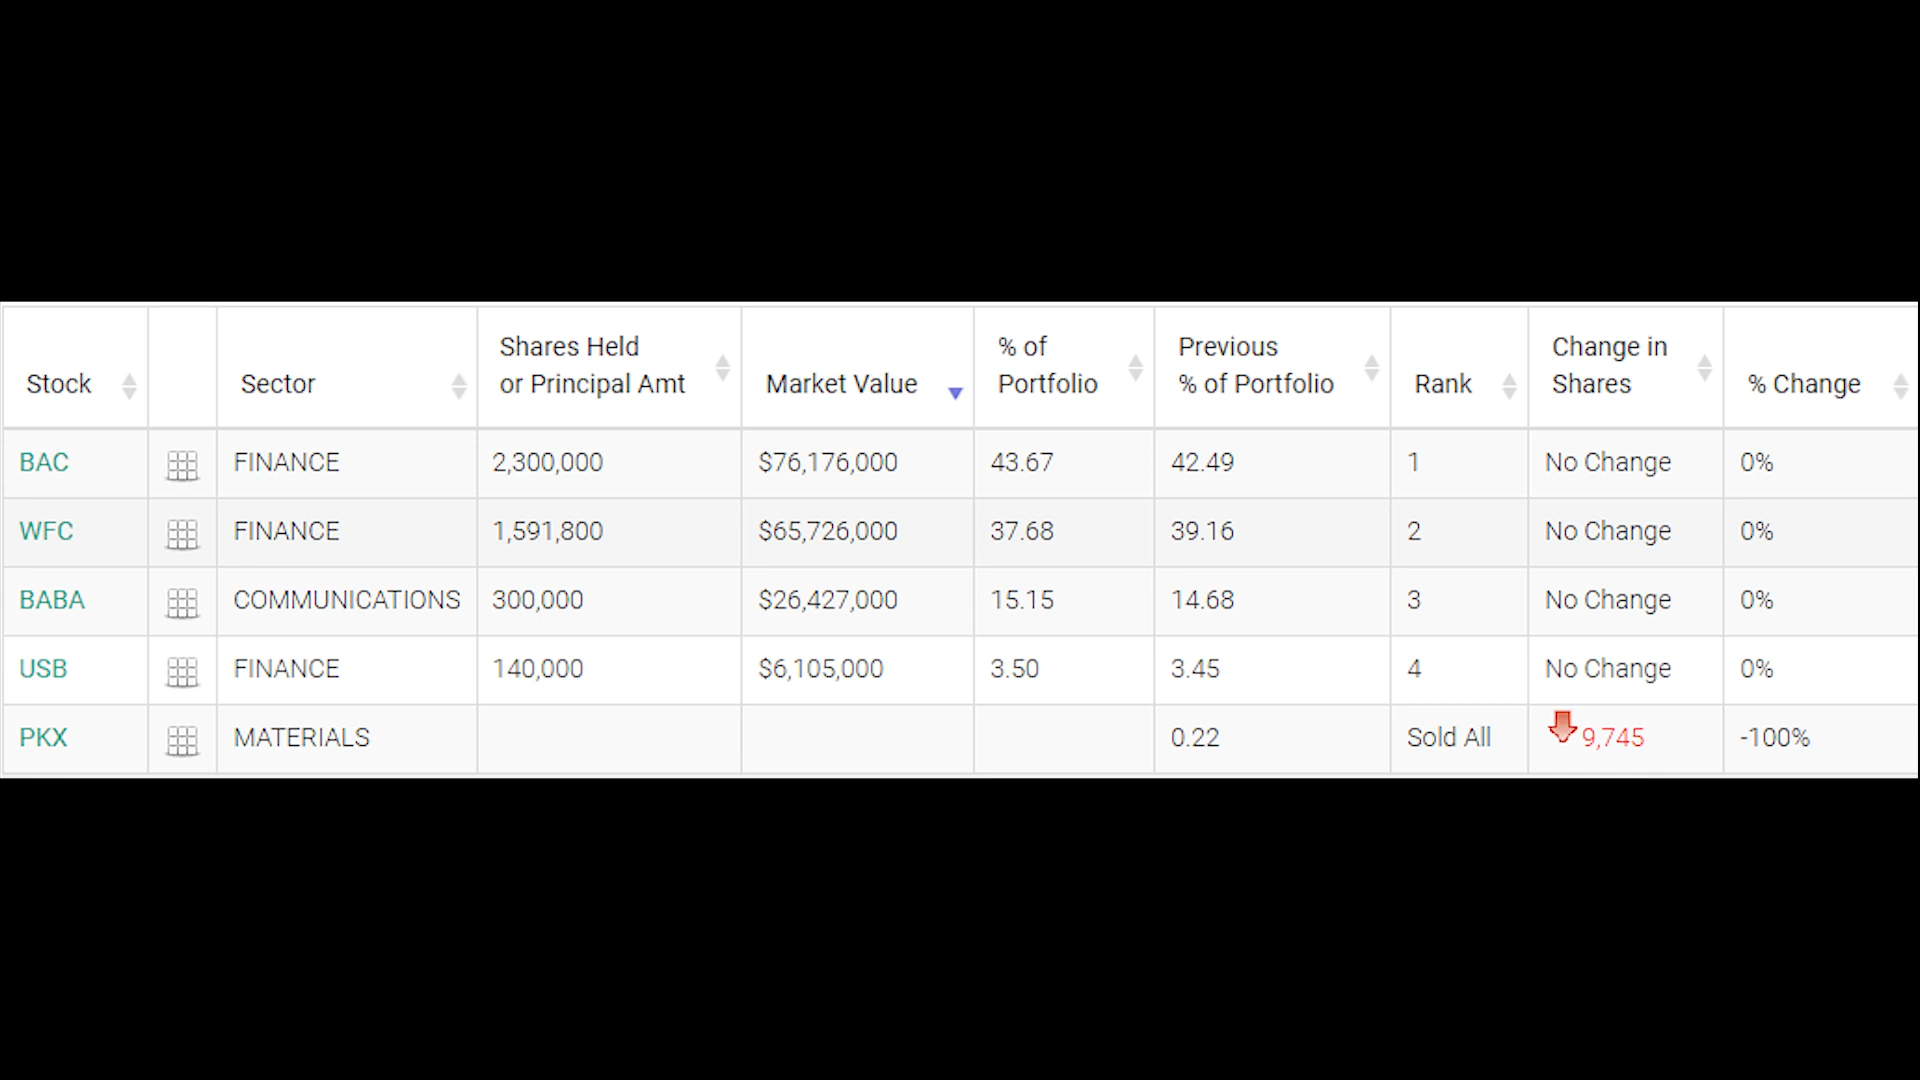 Stock Sector Shares Held or Principal Amt Market Value % of Portfolio Previous % of Portfolio Rank Change in Shares % Change
BAC FINANCE 2,300,000 $76,176,000 43.67 42.49 1 No Change 0%
WFC FINANCE 1,591,800 $65,726,000 37.68 39.16 2 No Change 0%
BABA COMMUNICATIONS 300,000 $26,427,000 15.15 14.68 3 No Change 0%
USB FINANCE 140,000 $6,105,000 3.50 3.45 4 No Change 0%
PKX MATERIALS 0.22 Sold All 9,745 -100%